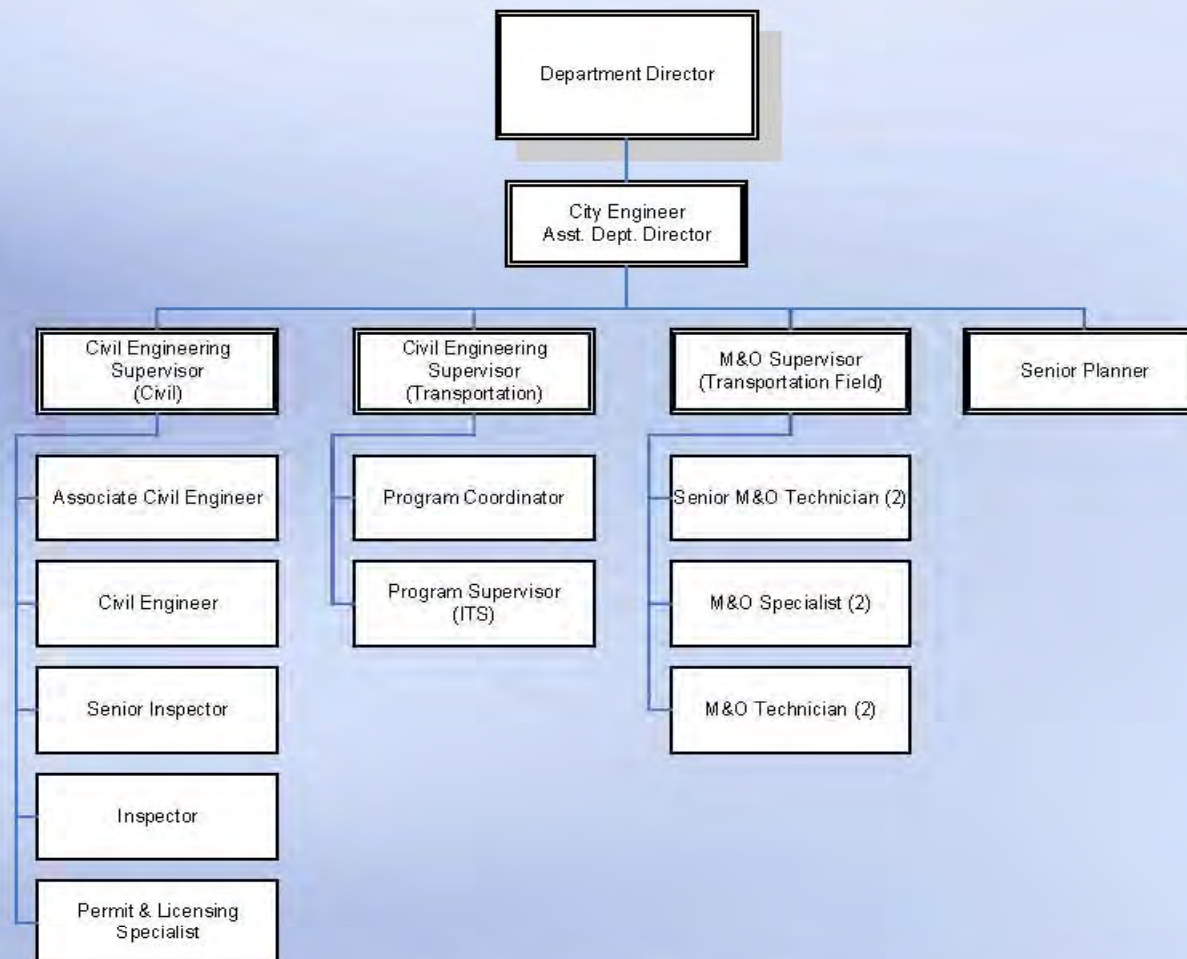 Department Director
City Engineer
Asst. Dept. Director
Civil Engineering
Supervisor
(Civil)
Civil Engineering
Supervisor
(Transportation)
M&O Supervisor
(Transportation Field)
Senior Planner
Associate Civil Engineer
Civil Engineer
Senior Inspector
Inspector
Permit & Licensing
Specialist
Program Coordinator
Program Supervisor
(ITS)
Senior M&O Technician (2)
M&O Specialist (2)
M&O Technician (2)